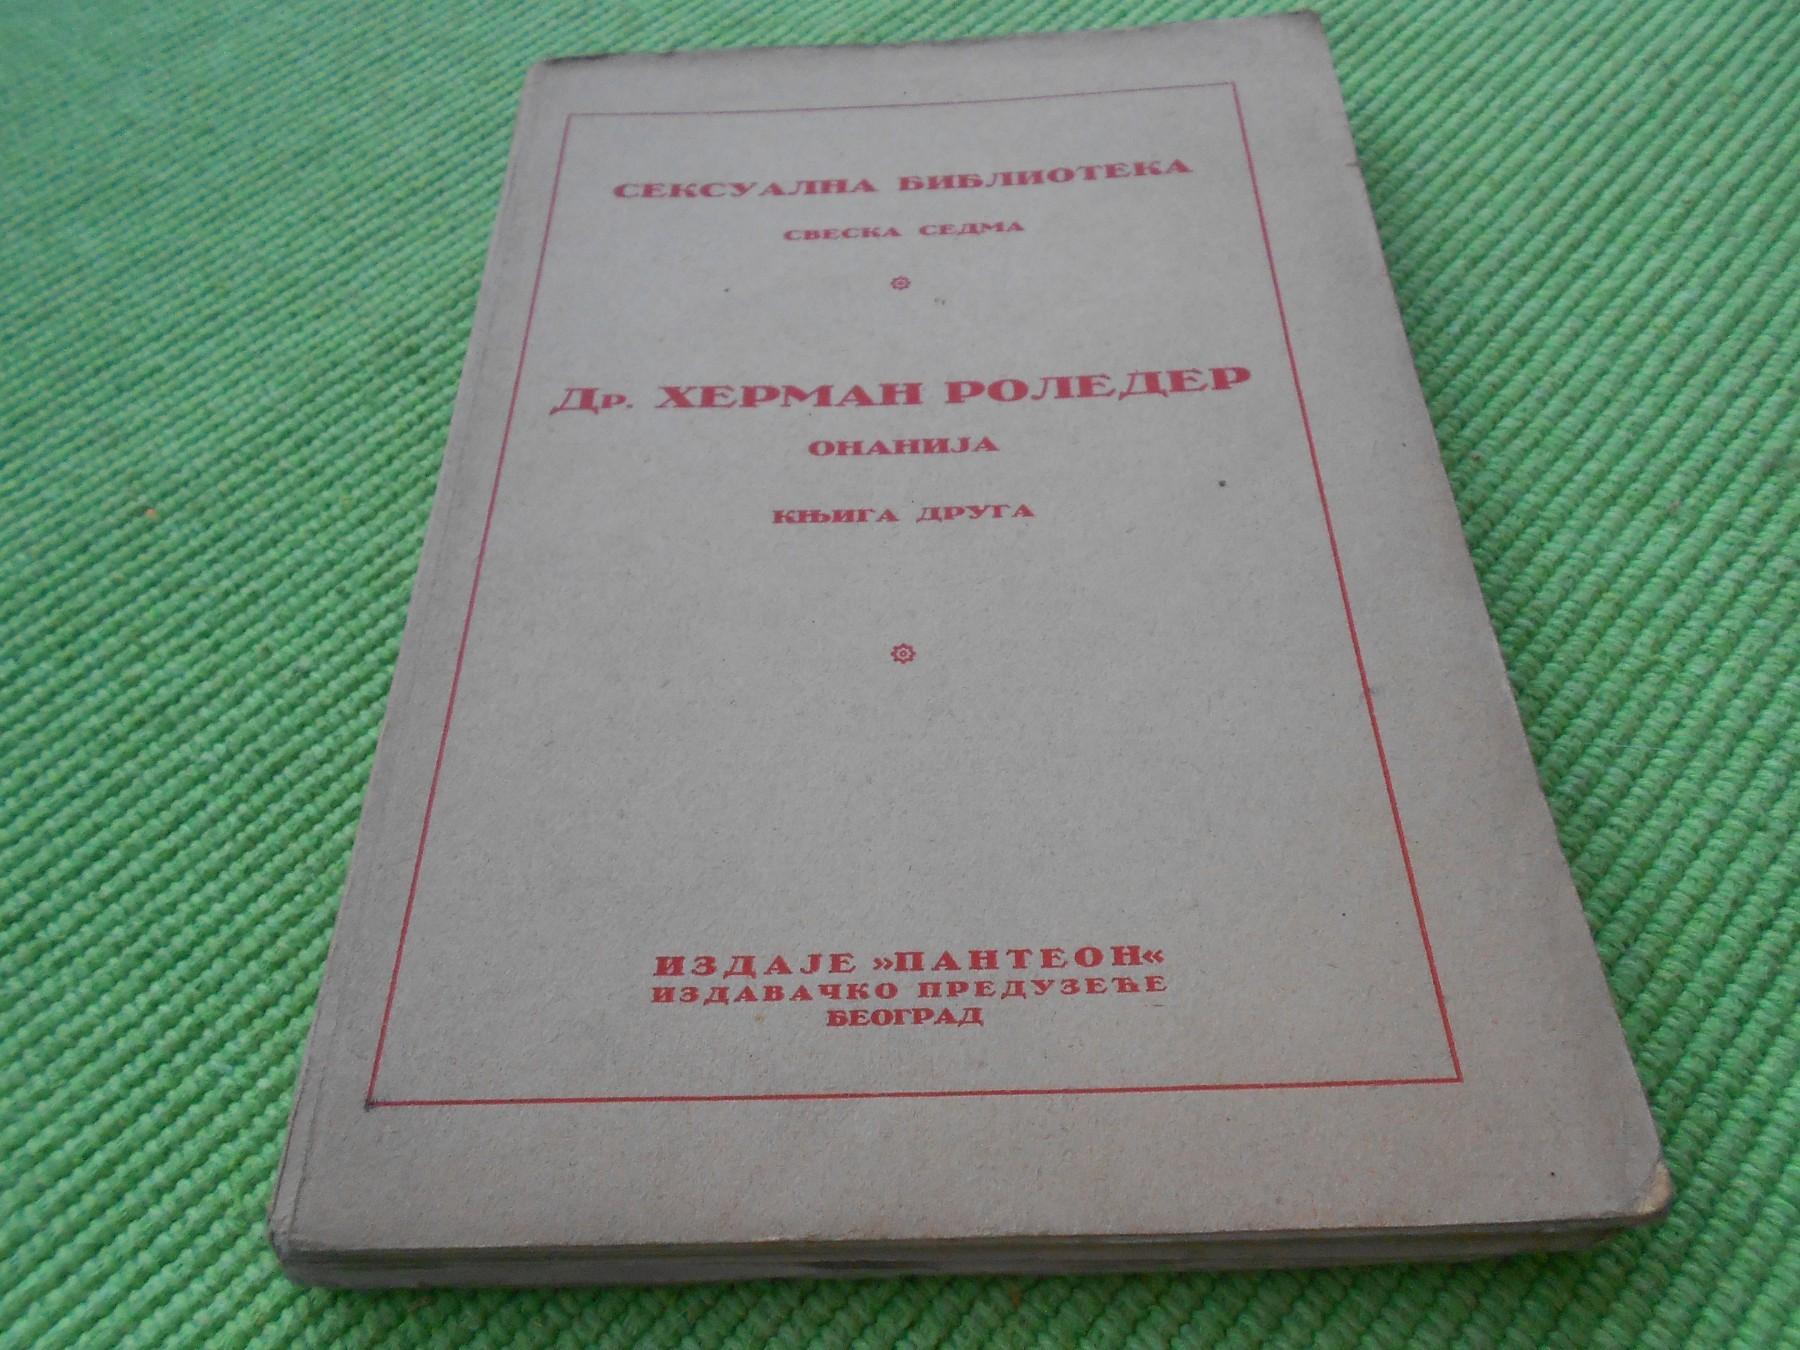 СЕКСУАЛНА БИБЛИОТЕКА
СВЕСКА СЕДМА
Др. ХЕРМАН РОЛЕДЕР
ОНАНИЈА
КЊИГА ДРУГА
ИЗДАЈЕ »ПАНТЕОН«
ИЗДАВАЧКО ПРЕДУЗЕЋЕ
БЕОГРАД